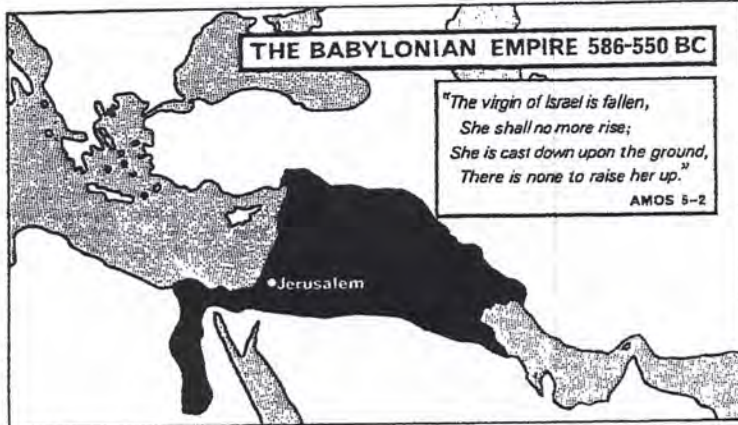 THE BABYLONIAN EMPIRE 586-550 BC
"The virgin of Israel is fallen,
She shall no more rise;
She is cast down upon the ground,
There is none to raise her up."
AMOS 5-2
Jerusalem